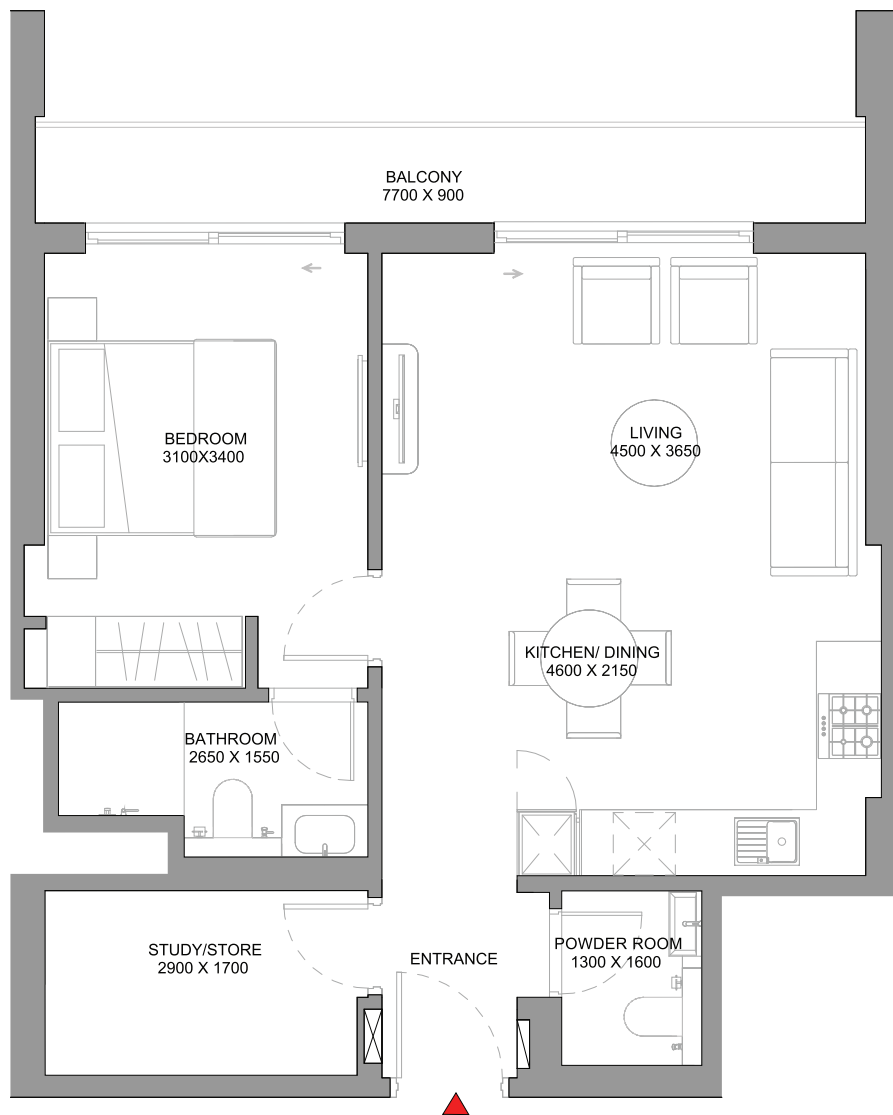 BALCONY
7700 X 900
BEDROOM
3100X3400
LIVING
4500 X 3650
KITCHEN/ DINING
4600 X 2150
BATHROOM
2650 X 1550
STUDY/STORE
2900 X 1700
ENTRANCE
POWDER ROOM
1300 X 1600